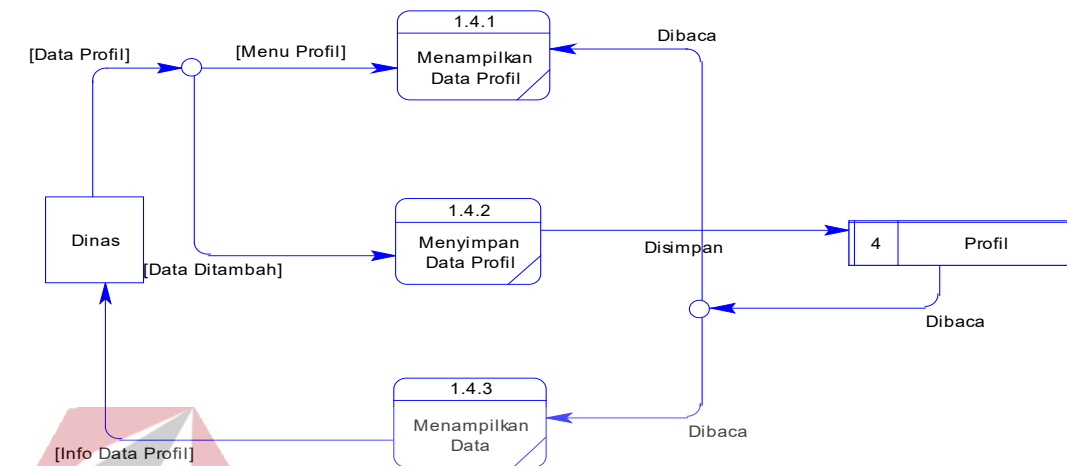 1.4.1
Dibaca
[Data Profil]
[Menu Profil]
Menampilkan
Data Profil
1.4.2
Dinas
Menyimpan
Data Profil
Disimpan
4
Profil
[Data Ditambah]
Dibaca
1.4.3
Menampilkan
Data
Dibaca
[Info Data Profil]